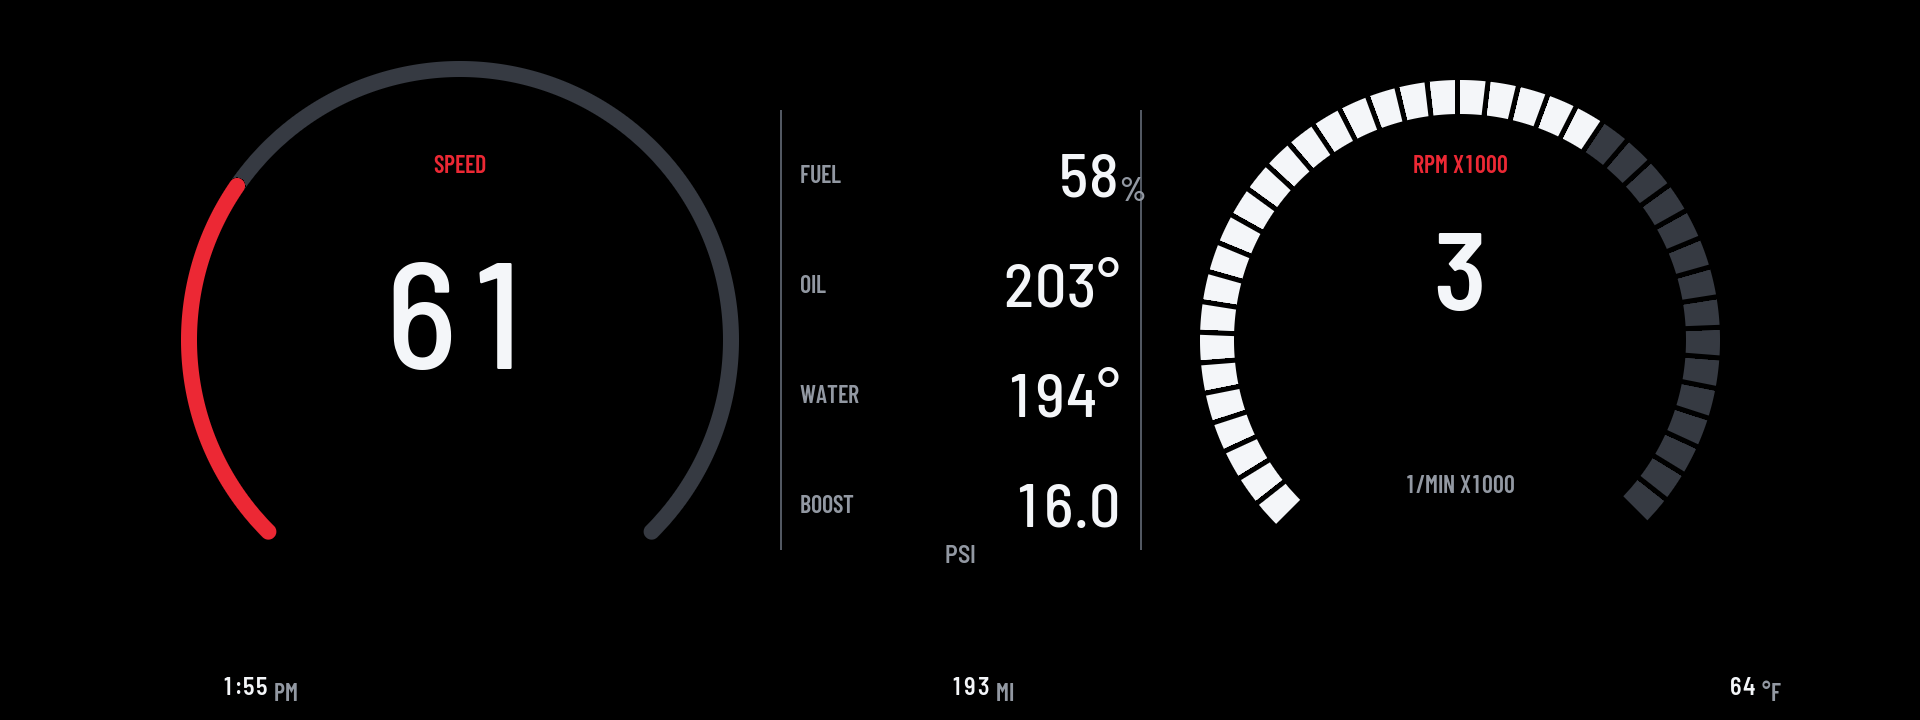 SPEED
61
FUEL 58%
OIL 203°
WATER 194°
BOOST 16.0
PSI
RPM X1000
3
1/MIN X1000
1:55 PM
193 MI
64 °F